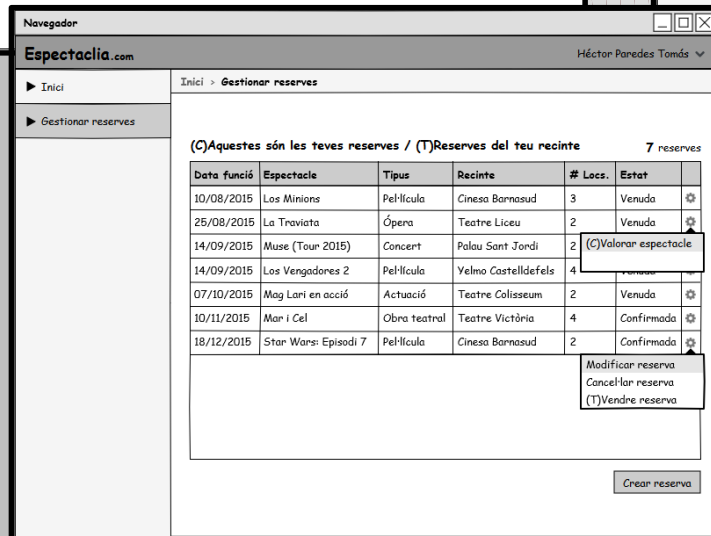 Navegador
Espectaclia.com
Héctor Paredes Tomás
Inici
Gestionar reserves
Inici > Gestionar reserves
(C)Aquestes són les teves reserves / (T)Reserves del teu recinte
7 reserves
Data funció Espectacle Tipus Recinte # Locs. Estat
10/08/2015 Los Minions Pel·lícula Cinesa Barnasud 3 Venuda
25/08/2015 La Traviata Ópera Teatre Liceu 2 Venuda
14/09/2015 Muse (Tour 2015) Concert Palau Sant Jordi 2
(C)Valorar espectacle
14/09/2015 Los Vengadores 2 Pel·lícula Yelmo Castelldefels 4
07/10/2015 Mag Lari en acció Actuació Teatre Colisseum 2 Venuda
10/11/2015 Mar i Cel Obra teatral Teatre Victòria 4 Confirmada
18/12/2015 Star Wars: Episodi 7 Pel·lícula Cinesa Barnasud 2 Confirmada
Modificar reserva
Cancel·lar reserva
(T)Vendre reserva
Crear reserva